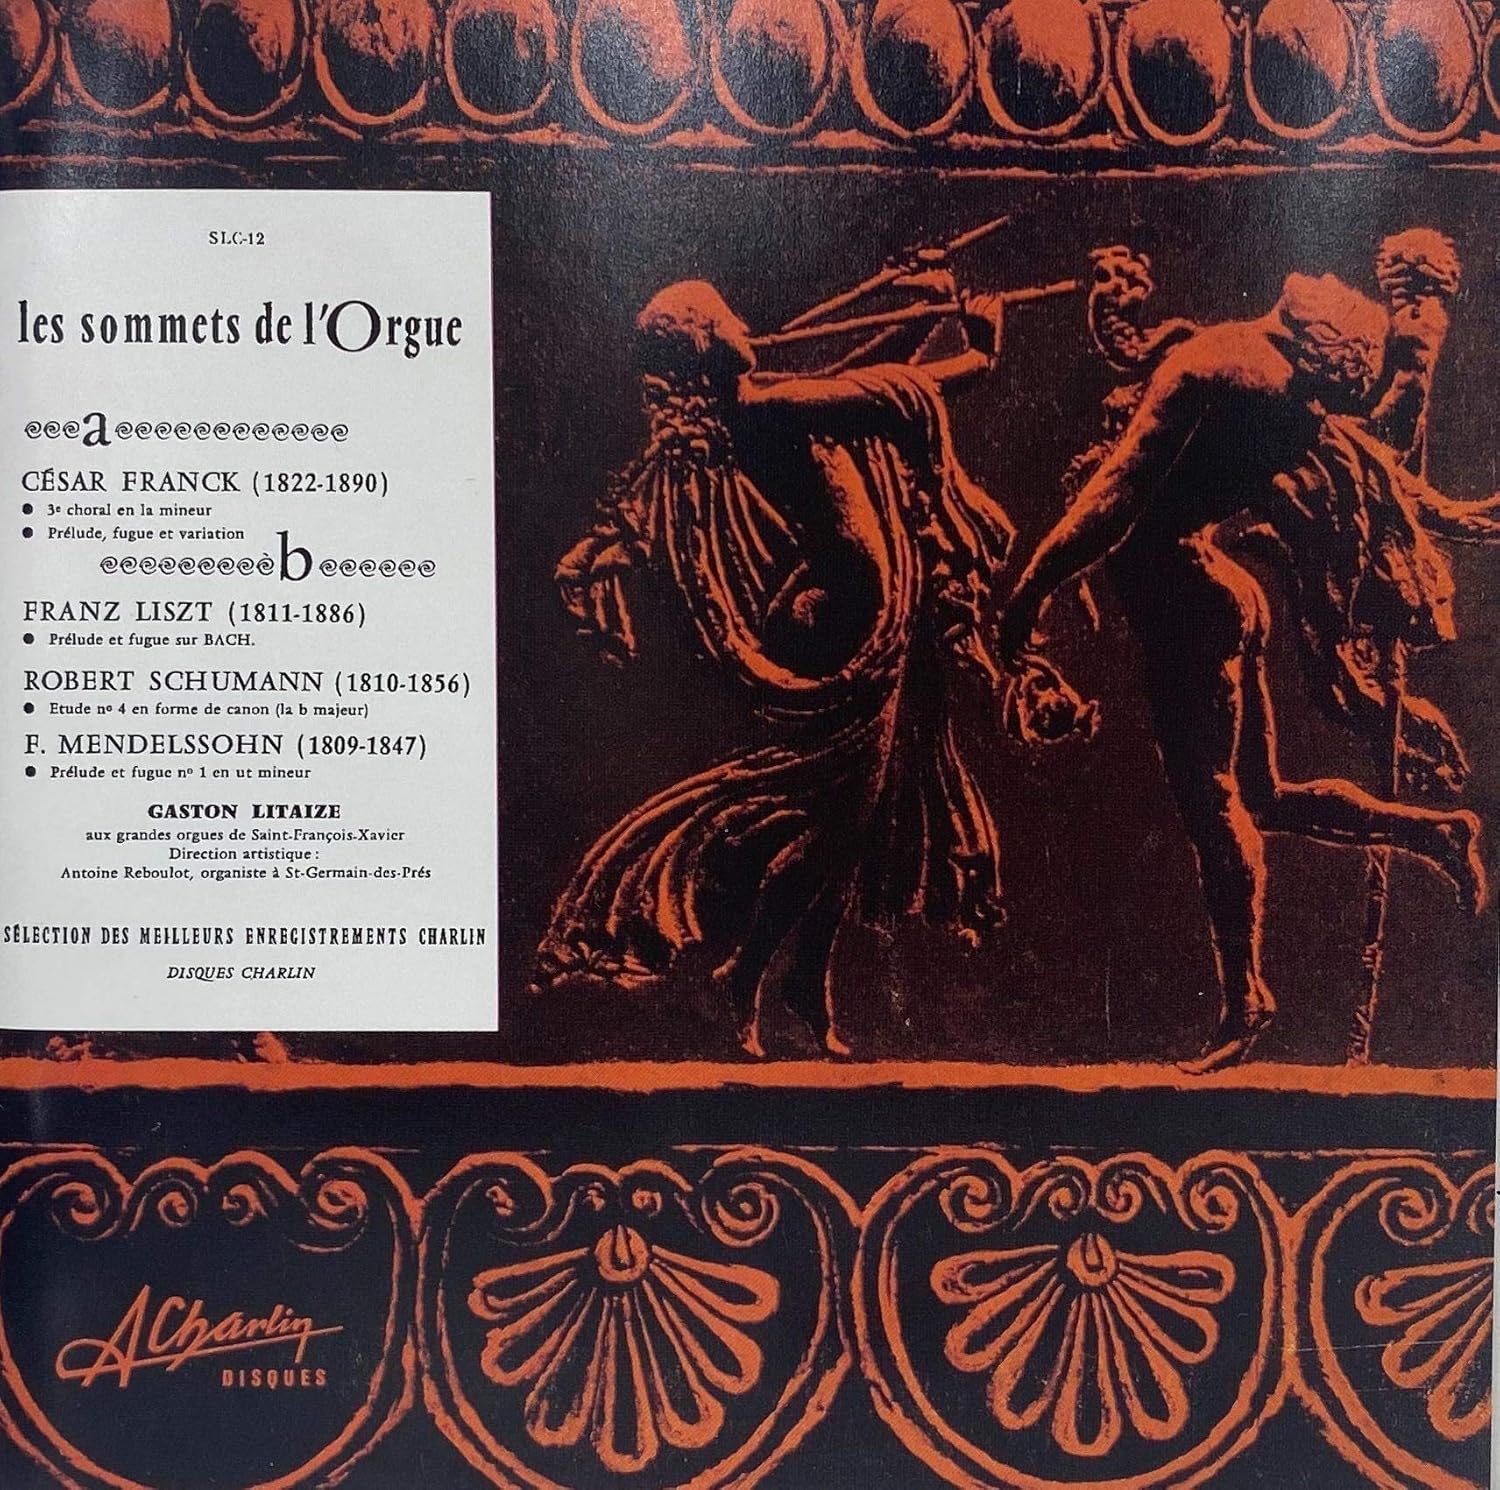 SLC-12
les sommets de l'Orgue
a
CÉSAR FRANCK (1822-1890)
● 3e choral en la mineur
● Prélude, fugue et variation
b
FRANZ LISZT (1811-1886)
● Prélude et fugue sur BACH.
ROBERT SCHUMANN (1810-1856)
● Etude no 4 en forme de canon (la b majeur)
F. MENDELSSOHN (1809-1847)
● Prélude et fugue no 1 en ut mineur
GASTON LITAIZE
aux grandes orgues de Saint-François-Xavier
Direction artistique :
Antoine Reboulot, organiste à St-Germain-des-Prés
SÉLECTION DES MEILLEURS ENREGISTREMENTS CHARLIN
DISQUES CHARLIN
ACharlin
DISQUES